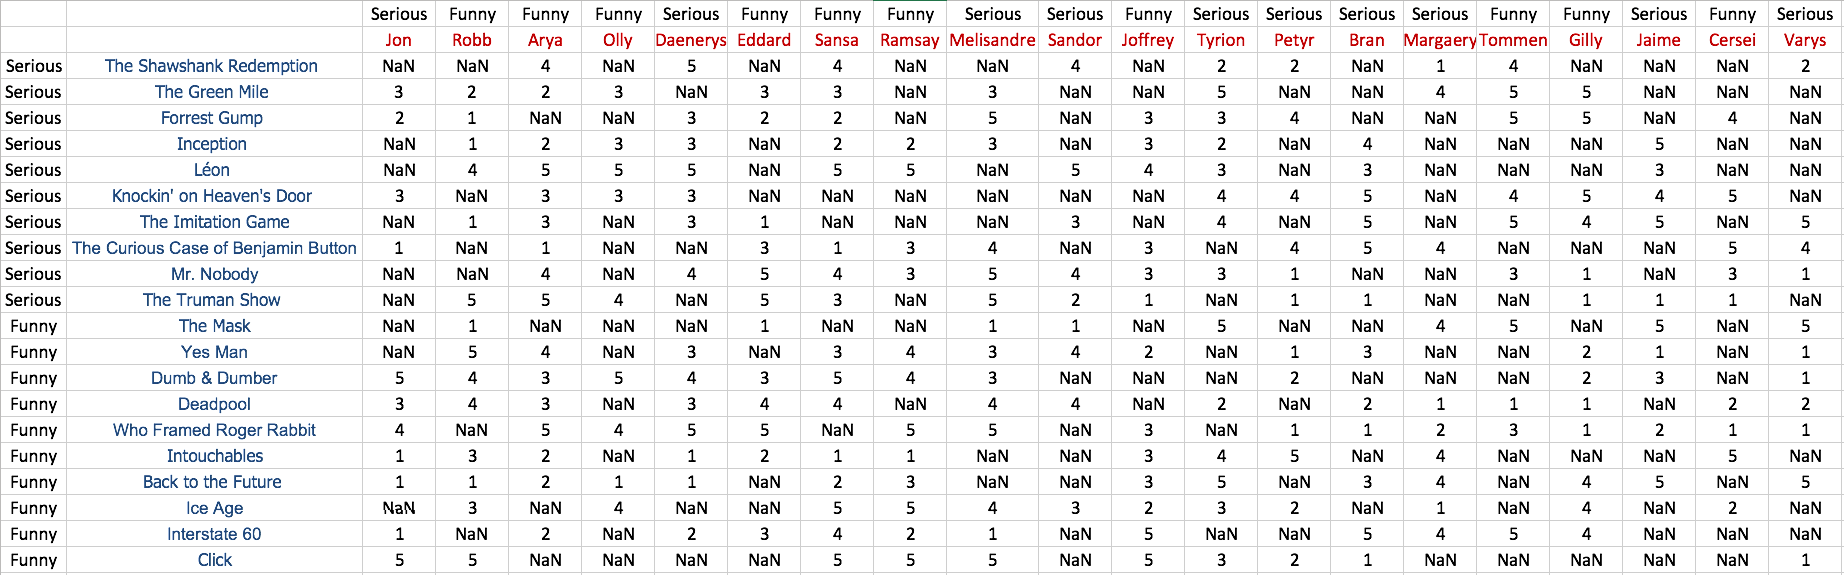 Serious Funny Funny Funny Serious Funny Funny Funny Serious Serious Funny Serious Serious Serious Serious Funny Funny Serious Funny Serious
Jon Robb Arya Olly Daenerys Eddard Sansa Ramsay Melisandre Sandor Joffrey Tyrion Petyr Bran Margaery Tommen Gilly Jaime Cersei Varys
Serious The Shawshank Redemption NaN NaN 4 NaN 5 NaN 4 NaN NaN 4 NaN 2 2 NaN 1 4 NaN NaN NaN 2
Serious The Green Mile 3 2 2 3 NaN 3 3 NaN 3 NaN NaN 5 NaN NaN 4 5 5 NaN NaN NaN
Serious Forrest Gump 2 1 NaN NaN 3 2 2 NaN 5 NaN 3 3 4 NaN NaN 5 5 NaN 4 NaN
Serious Inception NaN 1 2 3 3 NaN 2 2 3 NaN 3 2 NaN 4 NaN NaN NaN 5 NaN NaN
Serious Léon NaN 4 5 5 5 NaN 5 5 NaN 5 4 3 NaN 3 NaN NaN NaN 3 NaN NaN
Serious Knockin' on Heaven's Door 3 NaN 3 3 3 NaN NaN NaN NaN NaN NaN 4 4 5 NaN 4 5 4 5 NaN
Serious The Imitation Game NaN 1 3 NaN 3 1 NaN NaN NaN 3 NaN 4 NaN 5 NaN 5 4 5 NaN 5
Serious The Curious Case of Benjamin Button 1 NaN 1 NaN NaN 3 1 3 4 NaN 3 NaN 4 5 4 NaN NaN NaN 5 4
Serious Mr. Nobody NaN NaN 4 NaN 4 5 4 3 5 4 3 3 1 NaN NaN 3 1 NaN 3 1
Serious The Truman Show NaN 5 5 4 NaN 5 3 NaN 5 2 1 NaN 1 1 NaN NaN 1 1 1 NaN
Funny The Mask NaN 1 NaN NaN NaN 1 NaN NaN 1 1 NaN 5 NaN NaN 4 5 NaN 5 NaN 5
Funny Yes Man NaN 5 4 NaN 3 NaN 3 4 3 4 2 NaN 1 3 NaN NaN 2 1 NaN 1
Funny Dumb & Dumber 5 4 3 5 4 3 5 4 3 NaN NaN NaN 2 NaN NaN NaN 2 3 NaN 1
Funny Deadpool 3 4 3 NaN 3 4 4 NaN 4 4 NaN 2 NaN 2 1 1 1 NaN 2 2
Funny Who Framed Roger Rabbit 4 NaN 5 4 5 5 NaN 5 5 NaN 3 NaN 1 1 2 3 1 2 1 1
Funny Intouchables 1 3 2 NaN 1 2 1 1 NaN NaN 3 4 5 NaN 4 NaN NaN NaN 5 NaN
Funny Back to the Future 1 1 2 1 1 NaN 2 3 NaN NaN 3 5 NaN 3 4 NaN 4 5 NaN 5
Funny Ice Age NaN 3 NaN 4 NaN NaN 5 5 4 3 2 3 2 NaN 1 NaN 4 NaN 2 NaN
Funny Interstate 60 1 NaN 2 NaN 2 3 4 2 1 NaN 5 NaN NaN 5 4 5 4 NaN NaN NaN
Funny Click 5 5 NaN NaN NaN NaN 5 5 5 NaN 5 3 2 1 NaN NaN NaN NaN NaN 1